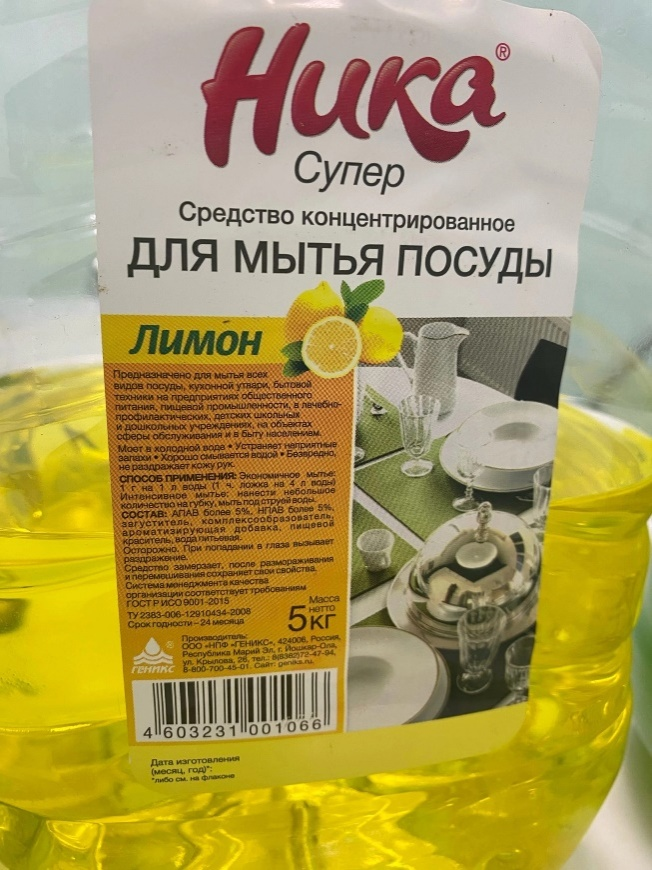 Ника®
Супер
Средство концентрированное
ДЛЯ МЫТЬЯ ПОСУДЫ
Лимон
Предназначено для мытья всех
видов посуды, кухонной утвари, бытовой
техники на предприятиях общественного
питания, пищевой промышленности, в лечебно-
профилактических, детских школьных
и дошкольных учреждениях, на объектах
сферы обслуживания и в быту населением.
Моет в холодной воде • Устраняет неприятные
запахи • Хорошо смывается водой • Безвредно,
не раздражает кожу рук.
СПОСОБ ПРИМЕНЕНИЯ: Экономичное мытье:
1 г на 1 л воды (1 ч. ложка на 4 л воды)
Интенсивное мытье: нанести небольшое
количество на губку, мыть под струей воды.
СОСТАВ: АПАВ более 5%, НПАВ более 5%,
загуститель, комплексообразователь,
ароматизирующая добавка, пищевой
краситель, вода питьевая.
Осторожно. При попадании в глаза вызывает
раздражение.
Средство замерзает, после размораживания
и перемешивания сохраняет свои свойства.
Система менеджмента качества
организации соответствует требованиям
ГОСТ Р ИСО 9001-2015
ТУ 2383-006-12910434-2008
Срок годности – 24 месяца
Масса
нетто
5кг
ГЕНИКС®
Производитель:
ООО «НПФ «ГЕНИКС», 424006, Россия,
Республика Марий Эл, г. Йошкар-Ола,
ул. Крылова, 26, тел.: 8(8362)72-47-94,
8-800-700-45-01. Сайт: genika.ru.
4 603231 001066
Дата изготовления
(месяц, год)*:
*либо см. на флаконе